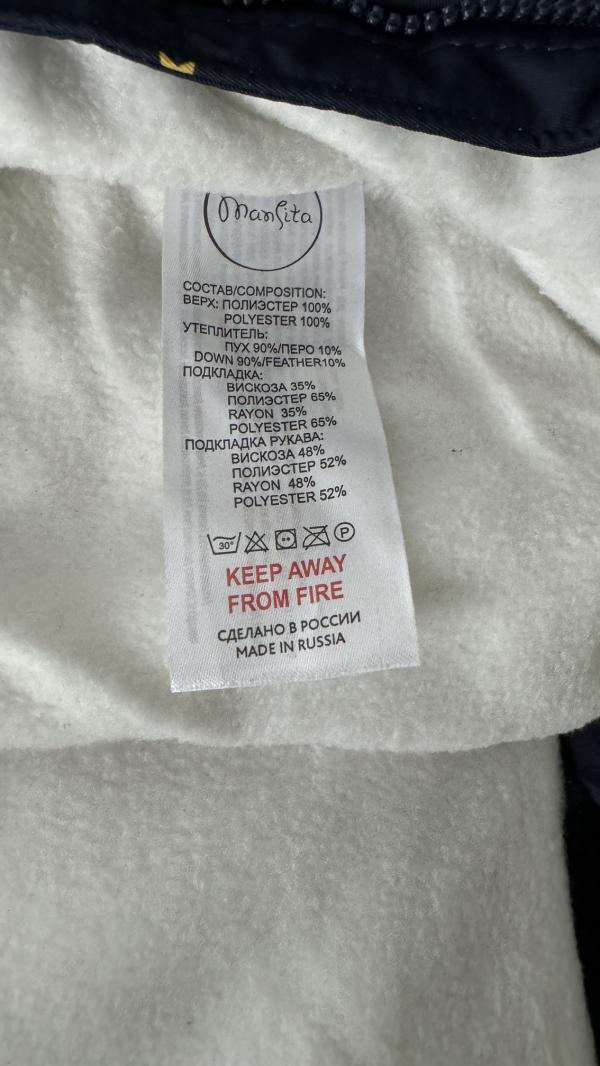 Mansita
СОСТАВ/COMPOSITION:
ВЕРХ: ПОЛИЭСТЕР 100%
POLYESTER 100%
УТЕПЛИТЕЛЬ:
ПУХ 90%/ПЕРО 10%
DOWN 90%/FEATHER10%
ПОДКЛАДКА:
ВИСКОЗА 35%
ПОЛИЭСТЕР 65%
RAYON 35%
POLYESTER 65%
ПОДКЛАДКА РУКАВА:
ВИСКОЗА 48%
ПОЛИЭСТЕР 52%
RAYON 48%
POLYESTER 52%
30° P
KEEP AWAY
FROM FIRE
СДЕЛАНО В РОССИИ
MADE IN RUSSIA